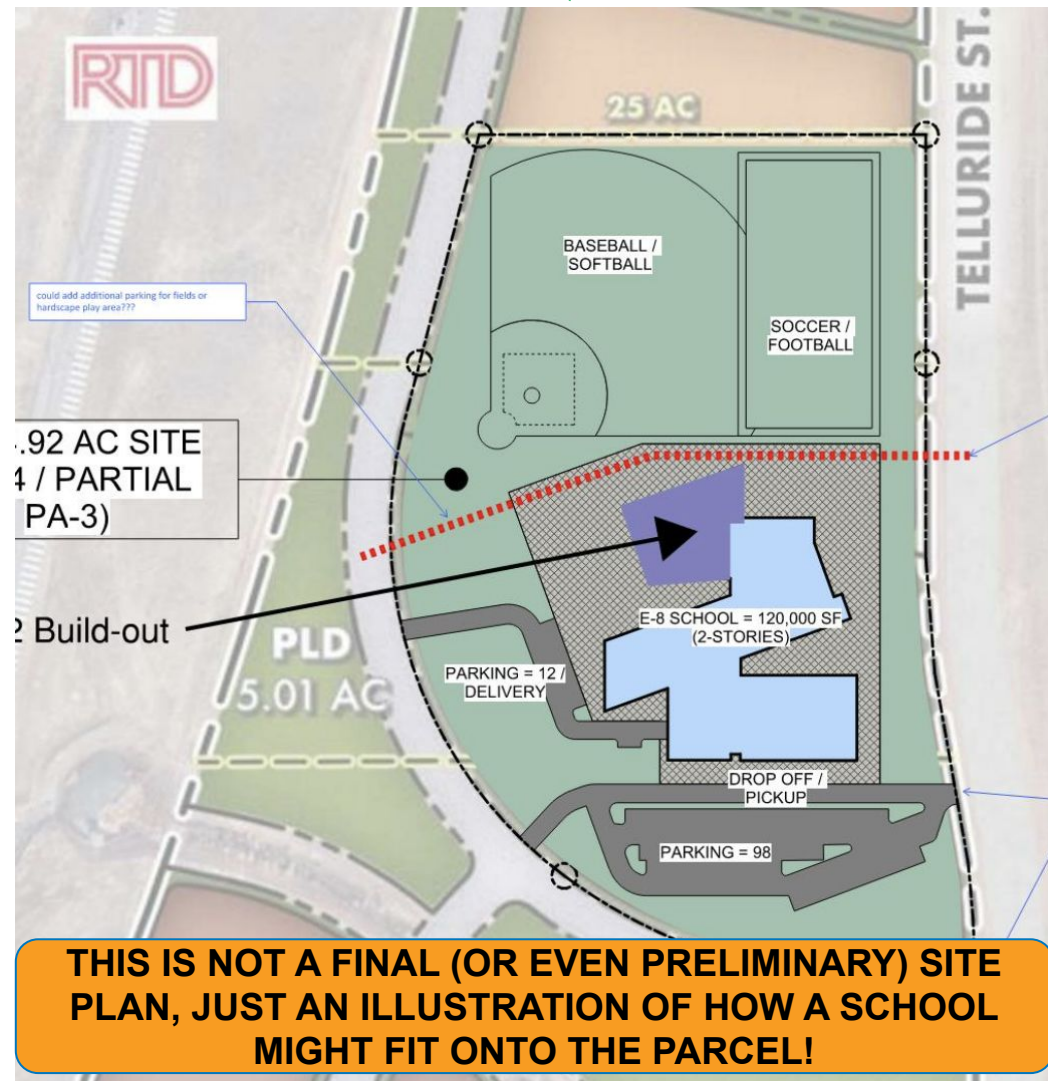 RTD
25 AC
TELLURIDE ST.
BASEBALL /
SOFTBALL
could add additional parking for fields or
hardscape play area???
SOCCER /
FOOTBALL
.92 AC SITE
4 / PARTIAL
PA-3)
2 Build-out
E-8 SCHOOL = 120,000 SF
(2-STORIES)
PLD
5.01 AC
PARKING = 12 /
DELIVERY
DROP OFF /
PICKUP
PARKING = 98
THIS IS NOT A FINAL (OR EVEN PRELIMINARY) SITE
PLAN, JUST AN ILLUSTRATION OF HOW A SCHOOL
MIGHT FIT ONTO THE PARCEL!